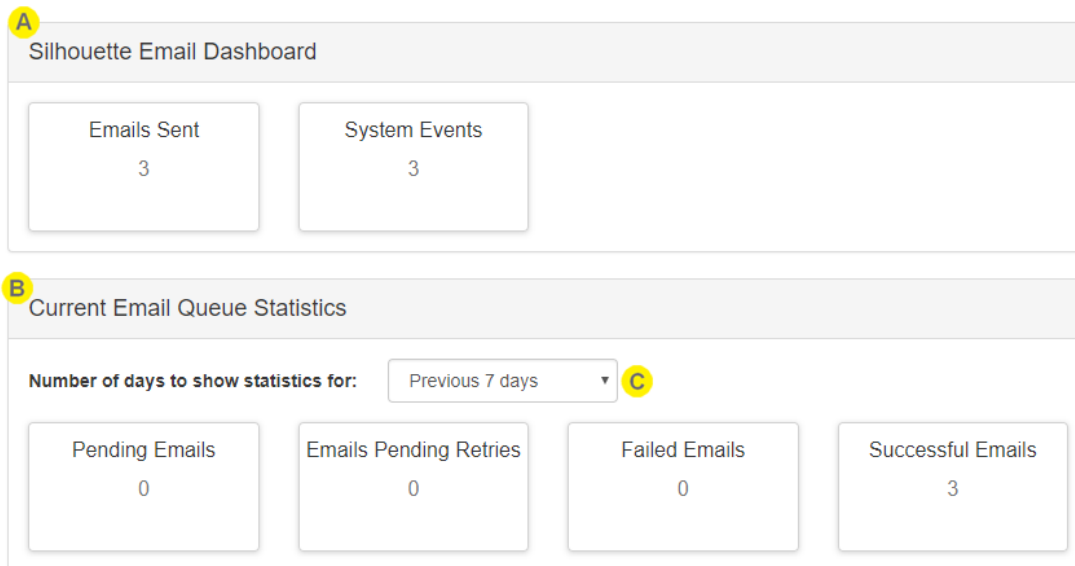 A
Silhouette Email Dashboard
Emails Sent
3
System Events
3
B
Current Email Queue Statistics
Number of days to show statistics for:
Previous 7 days
C
Pending Emails
0
Emails Pending Retries
0
Failed Emails
0
Successful Emails
3